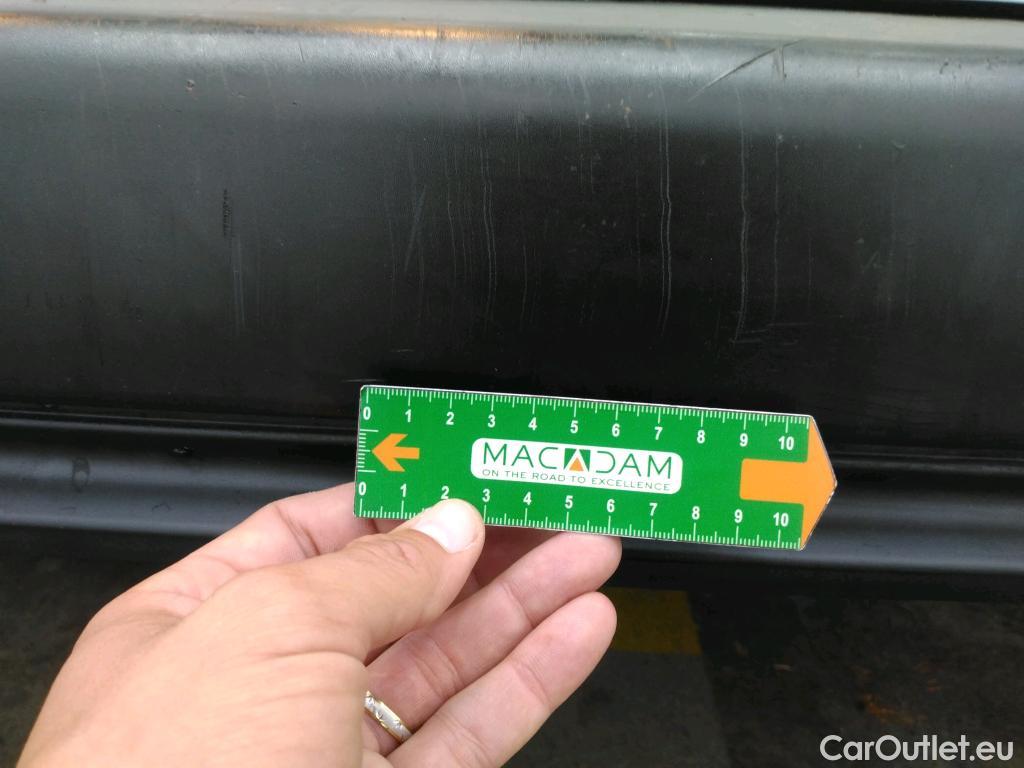 0 1 2 3 4 5 6 7 8 9 10
MACADAM
ON THE ROAD TO EXCELLENCE
0 1 2 3 4 5 6 7 8 9 10
CarOutlet.eu